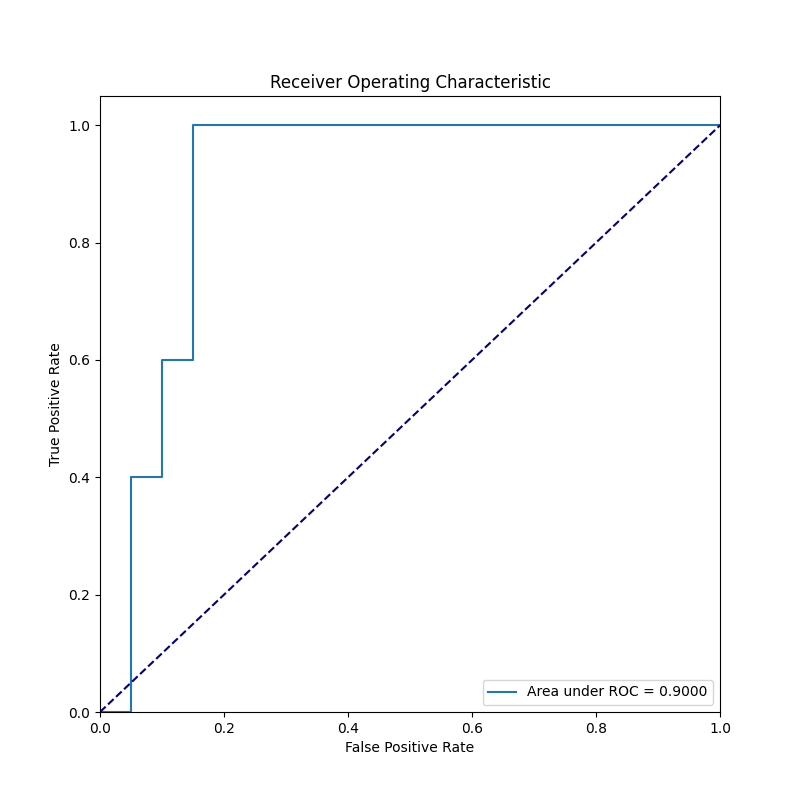 Receiver Operating Characteristic
1.0
0.8
0.6
0.4
0.2
0.0
True Positive Rate
Area under ROC = 0.9000
0.0 0.2 0.4 0.6 0.8 1.0
False Positive Rate